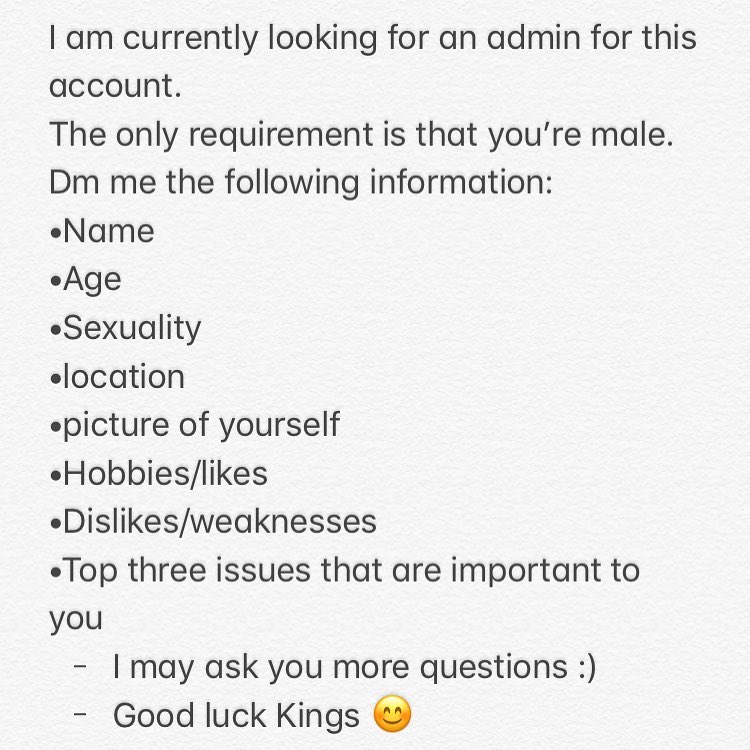 I am currently looking for an admin for this
account.
The only requirement is that you’re male.
Dm me the following information:
•Name
•Age
•Sexuality
•location
•picture of yourself
•Hobbies/likes
•Dislikes/weaknesses
•Top three issues that are important to
you
– I may ask you more questions :)
– Good luck Kings 😊